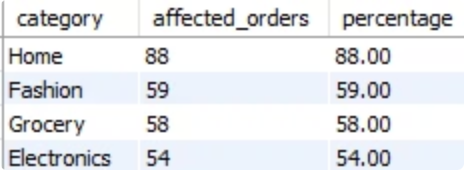 category affected_orders percentage
Home 88 88.00
Fashion 59 59.00
Grocery 58 58.00
Electronics 54 54.00